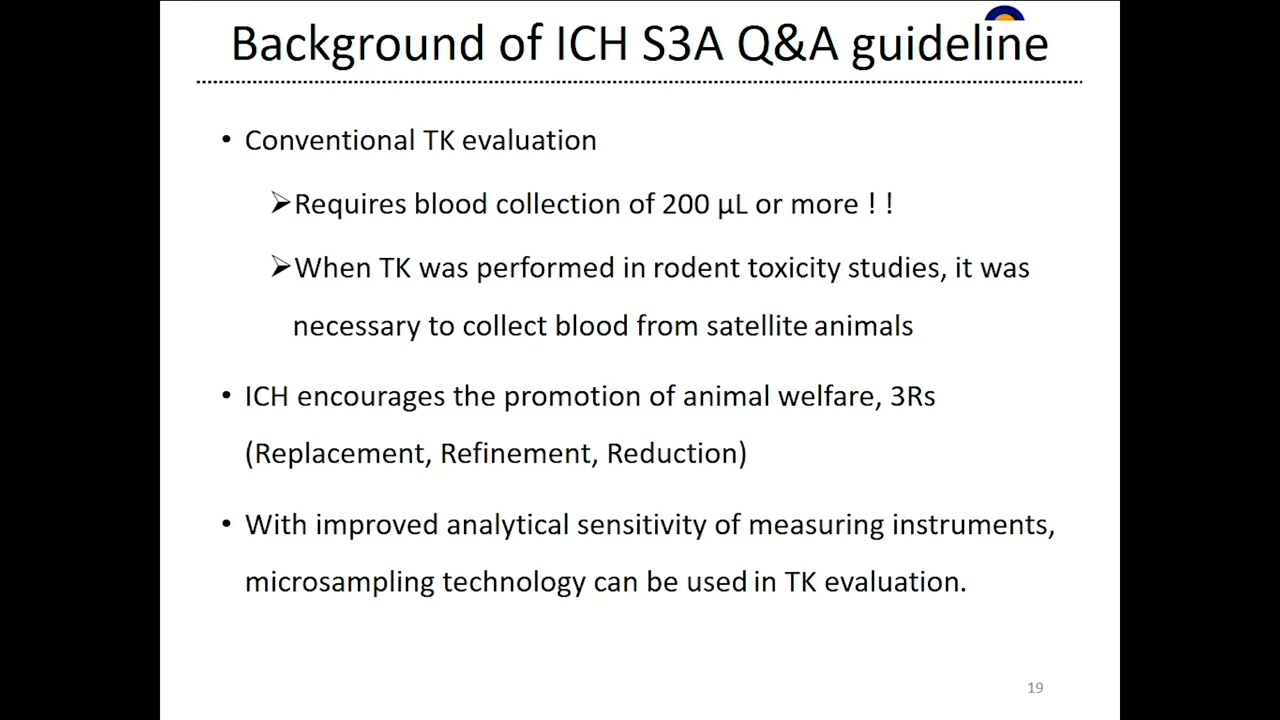 Background of ICH S3A Q&A guideline
• Conventional TK evaluation
➢Requires blood collection of 200 µL or more ! !
➢When TK was performed in rodent toxicity studies, it was
necessary to collect blood from satellite animals
• ICH encourages the promotion of animal welfare, 3Rs
(Replacement, Refinement, Reduction)
• With improved analytical sensitivity of measuring instruments,
microsampling technology can be used in TK evaluation.
19